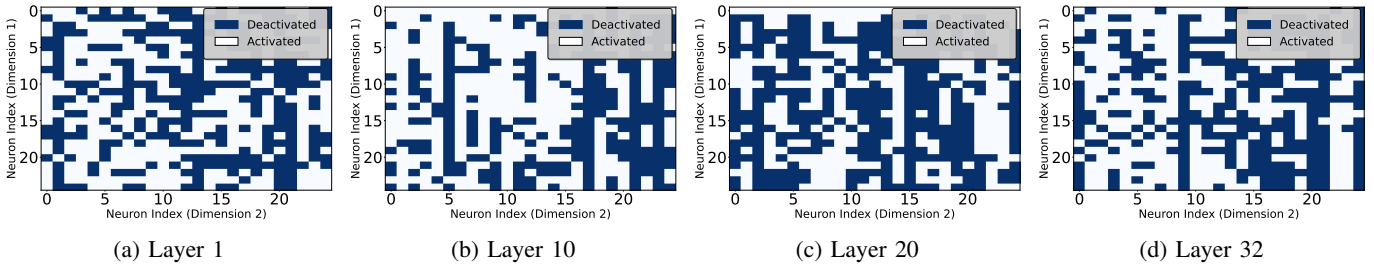 Neuron Index (Dimension 1)
0
5
10
15
20
0 5 10 15 20
Neuron Index (Dimension 2)
Deactivated
Activated
(a) Layer 1
Neuron Index (Dimension 1)
0
5
10
15
20
0 5 10 15 20
Neuron Index (Dimension 2)
Deactivated
Activated
(b) Layer 10
Neuron Index (Dimension 1)
0
5
10
15
20
0 5 10 15 20
Neuron Index (Dimension 2)
Deactivated
Activated
(c) Layer 20
Neuron Index (Dimension 1)
0
5
10
15
20
0 5 10 15 20
Neuron Index (Dimension 2)
Deactivated
Activated
(d) Layer 32